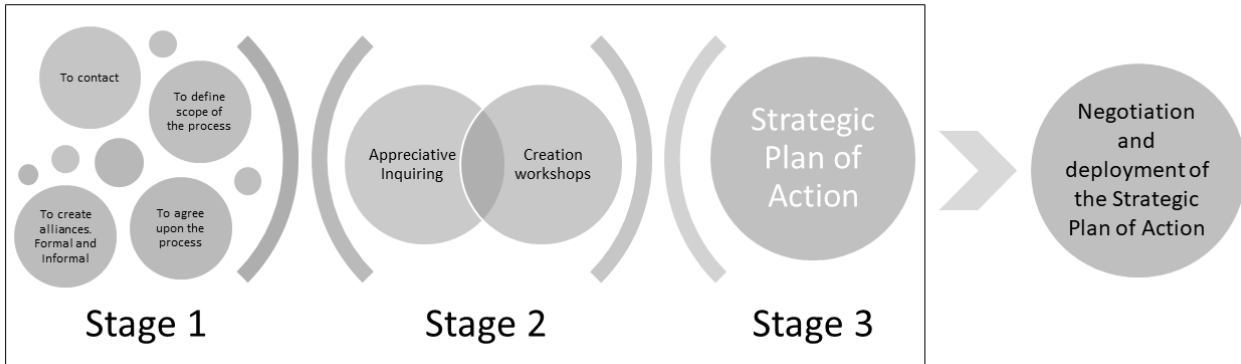 To contact
To define
scope of
the process
To create
alliances.
Formal and
Informal
To agree
upon the
process
Stage 1
Appreciative
Inquiring
Creation
workshops
Stage 2
Strategic
Plan of
Action
Stage 3
Negotiation
and
deployment of
the Strategic
Plan of Action